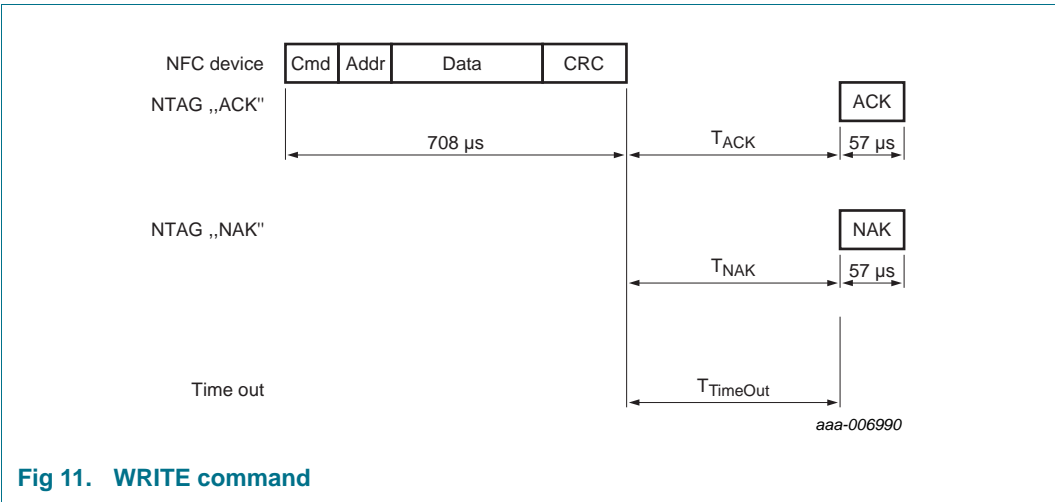 NFC device Cmd Addr Data CRC
NTAG ,,ACK" ACK
708 µs TACK 57 µs
NTAG ,,NAK" NAK
TNAK 57 µs
Time out TTimeOut
aaa-006990
Fig 11. WRITE command